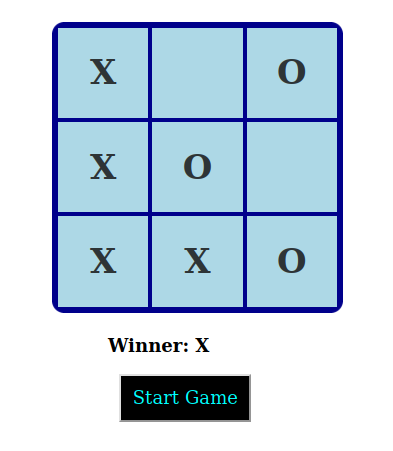 X O
X O
X X O
Winner: X
Start Game